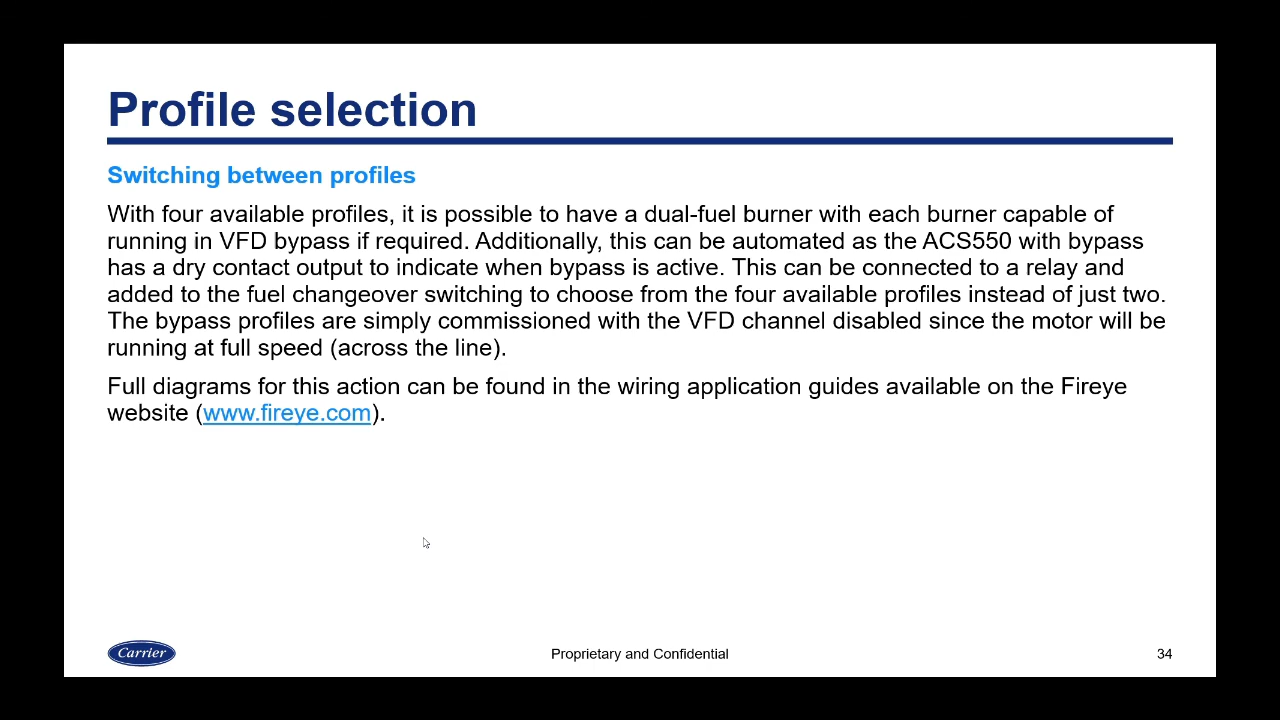 Profile selection
Switching between profiles
With four available profiles, it is possible to have a dual-fuel burner with each burner capable of
running in VFD bypass if required. Additionally, this can be automated as the ACS550 with bypass
has a dry contact output to indicate when bypass is active. This can be connected to a relay and
added to the fuel changeover switching to choose from the four available profiles instead of just two.
The bypass profiles are simply commissioned with the VFD channel disabled since the motor will be
running at full speed (across the line).
Full diagrams for this action can be found in the wiring application guides available on the Fireye
website (www.fireye.com).
Carrier
Proprietary and Confidential
34